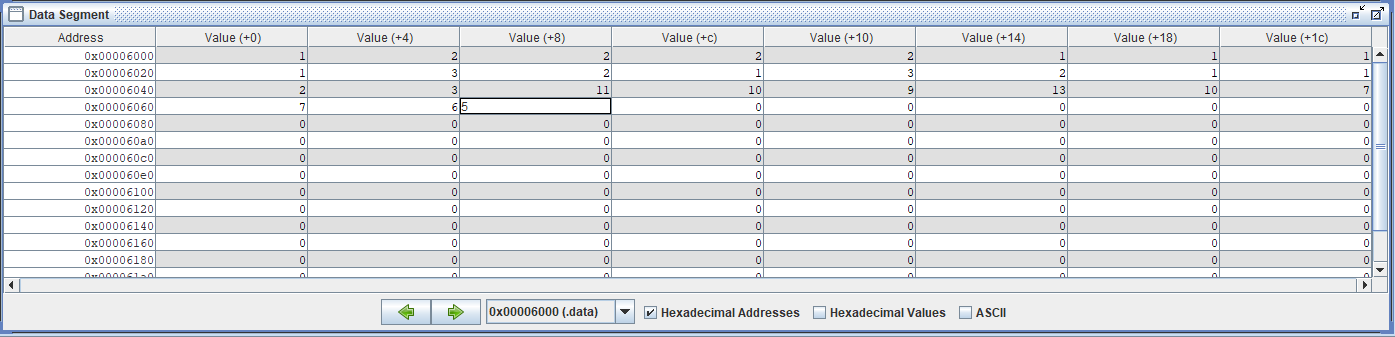 Data Segment
Address Value (+0) Value (+4) Value (+8) Value (+c) Value (+10) Value (+14) Value (+18) Value (+1c)
0x00006000 1 2 2 2 2 1 1 1
0x00006020 1 3 2 1 3 2 1 1
0x00006040 2 3 11 10 9 13 10 7
0x00006060 7 6 5 0 0 0 0 0
0x00006080 0 0 0 0 0 0 0 0
0x000060a0 0 0 0 0 0 0 0 0
0x000060c0 0 0 0 0 0 0 0 0
0x000060e0 0 0 0 0 0 0 0 0
0x00006100 0 0 0 0 0 0 0 0
0x00006120 0 0 0 0 0 0 0 0
0x00006140 0 0 0 0 0 0 0 0
0x00006160 0 0 0 0 0 0 0 0
0x00006180 0 0 0 0 0 0 0 0
0x000061a0 0 0 0 0 0 0 0 0
0x00006000 (.data) Hexadecimal Addresses Hexadecimal Values ASCII